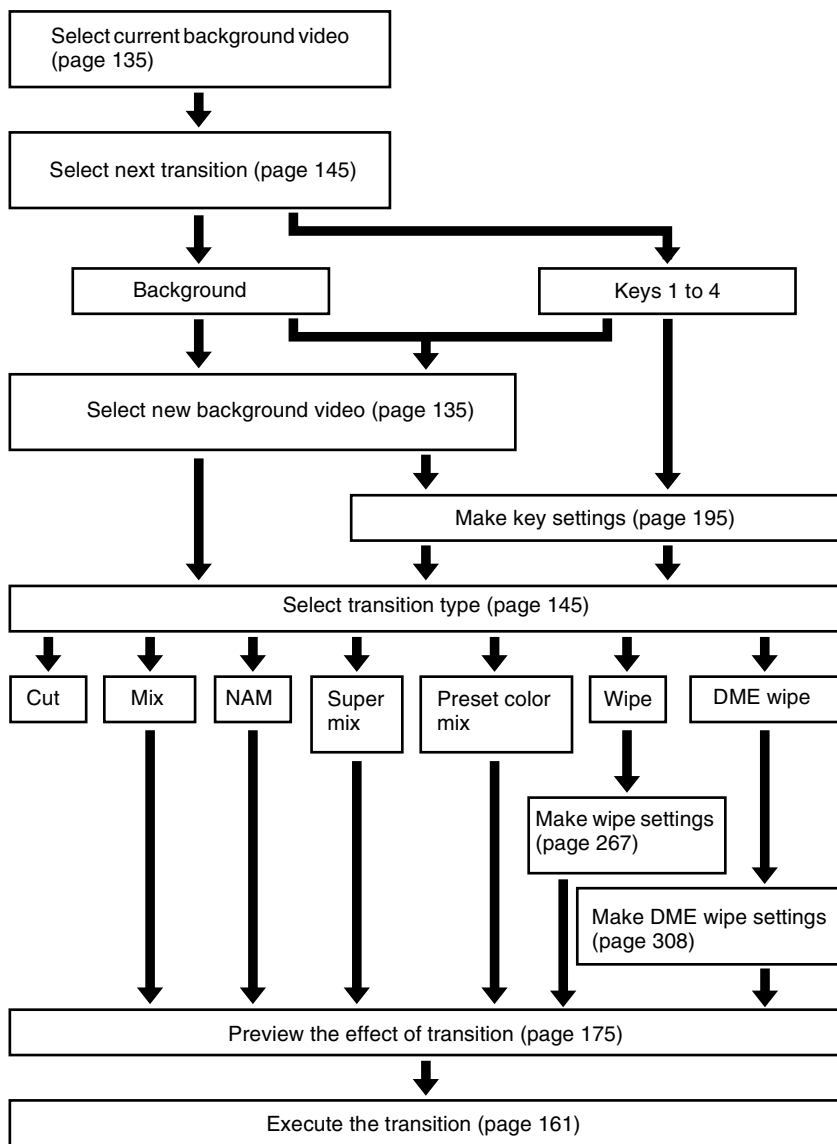 Select current background video
(page 135)
Select next transition (page 145)
Background
Keys 1 to 4
Select new background video (page 135)
Make key settings (page 195)
Select transition type (page 145)
Cut
Mix
NAM
Super
mix
Preset color
mix
Wipe
DME wipe
Make wipe settings
(page 267)
Make DME wipe settings
(page 308)
Preview the effect of transition (page 175)
Execute the transition (page 161)